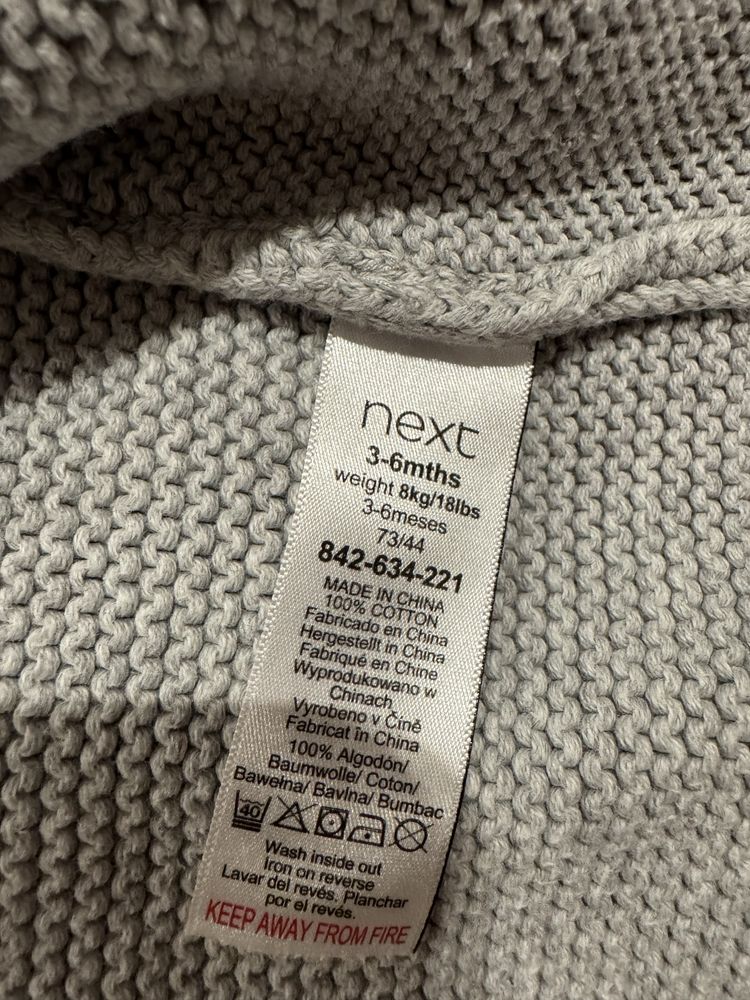 next
3-6mths
weight 8kg/18lbs
3-6meses
73/44
842-634-221
MADE IN CHINA
100% COTTON
Fabricado en China
Hergestellt in China
Fabriqué en Chine
Wyprodukowano w
Chinach
Vyrobeno v Číně
Fabricat în China
100% Algodón/
Baumwolle/ Coton/
Bawełna/ Bavlna/ Bumbac
40
Wash inside out
Iron on reverse
Lavar del revés. Planchar
por el revés.
KEEP AWAY FROM FIRE